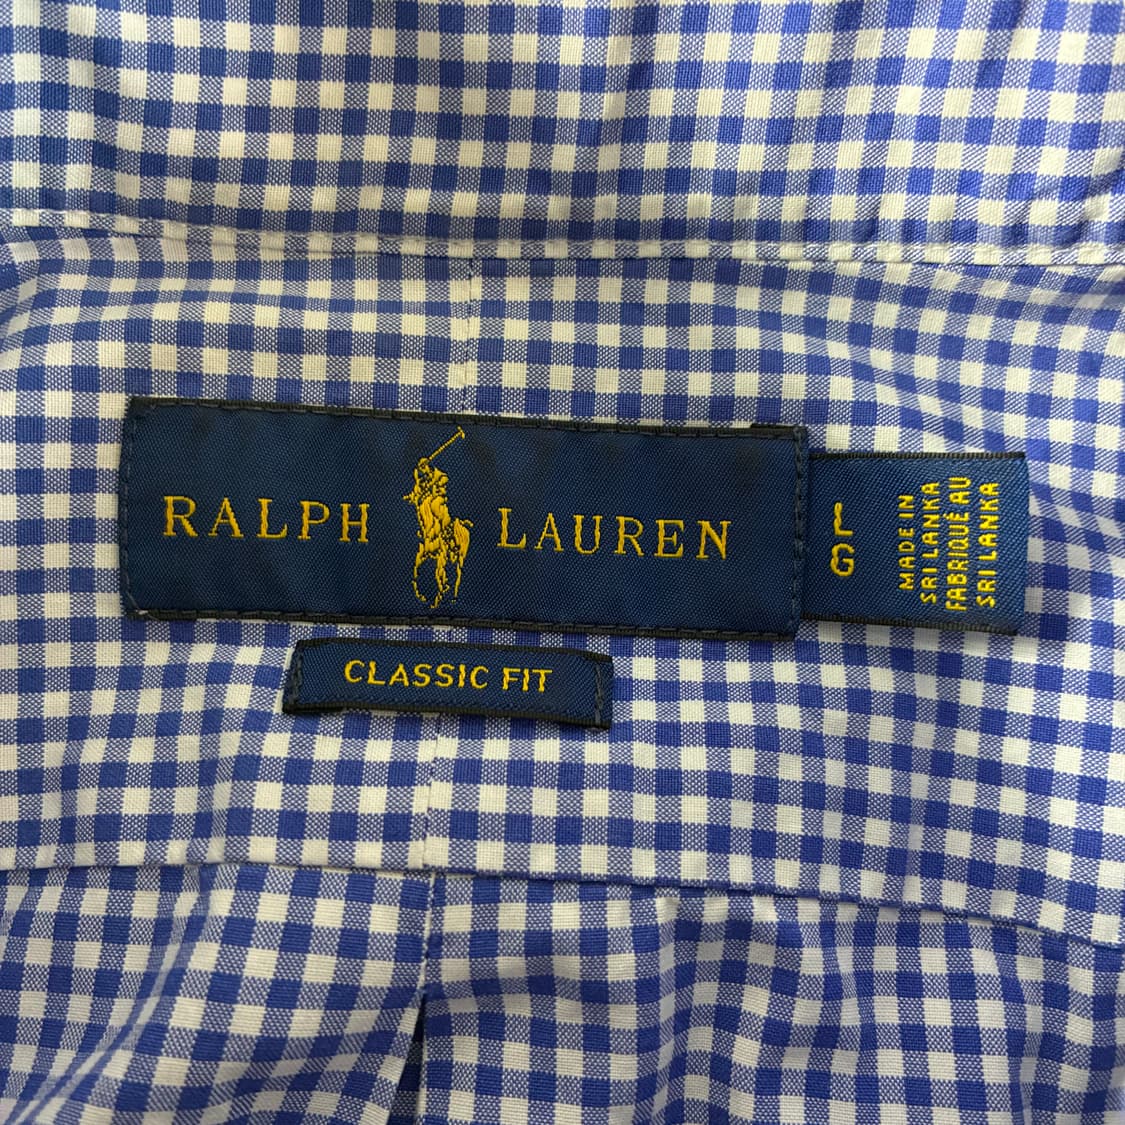 RALPH LAUREN
L
G
MADE IN
SRI LANKA
FABRIQUÉ AU
SRI LANKA
CLASSIC FIT